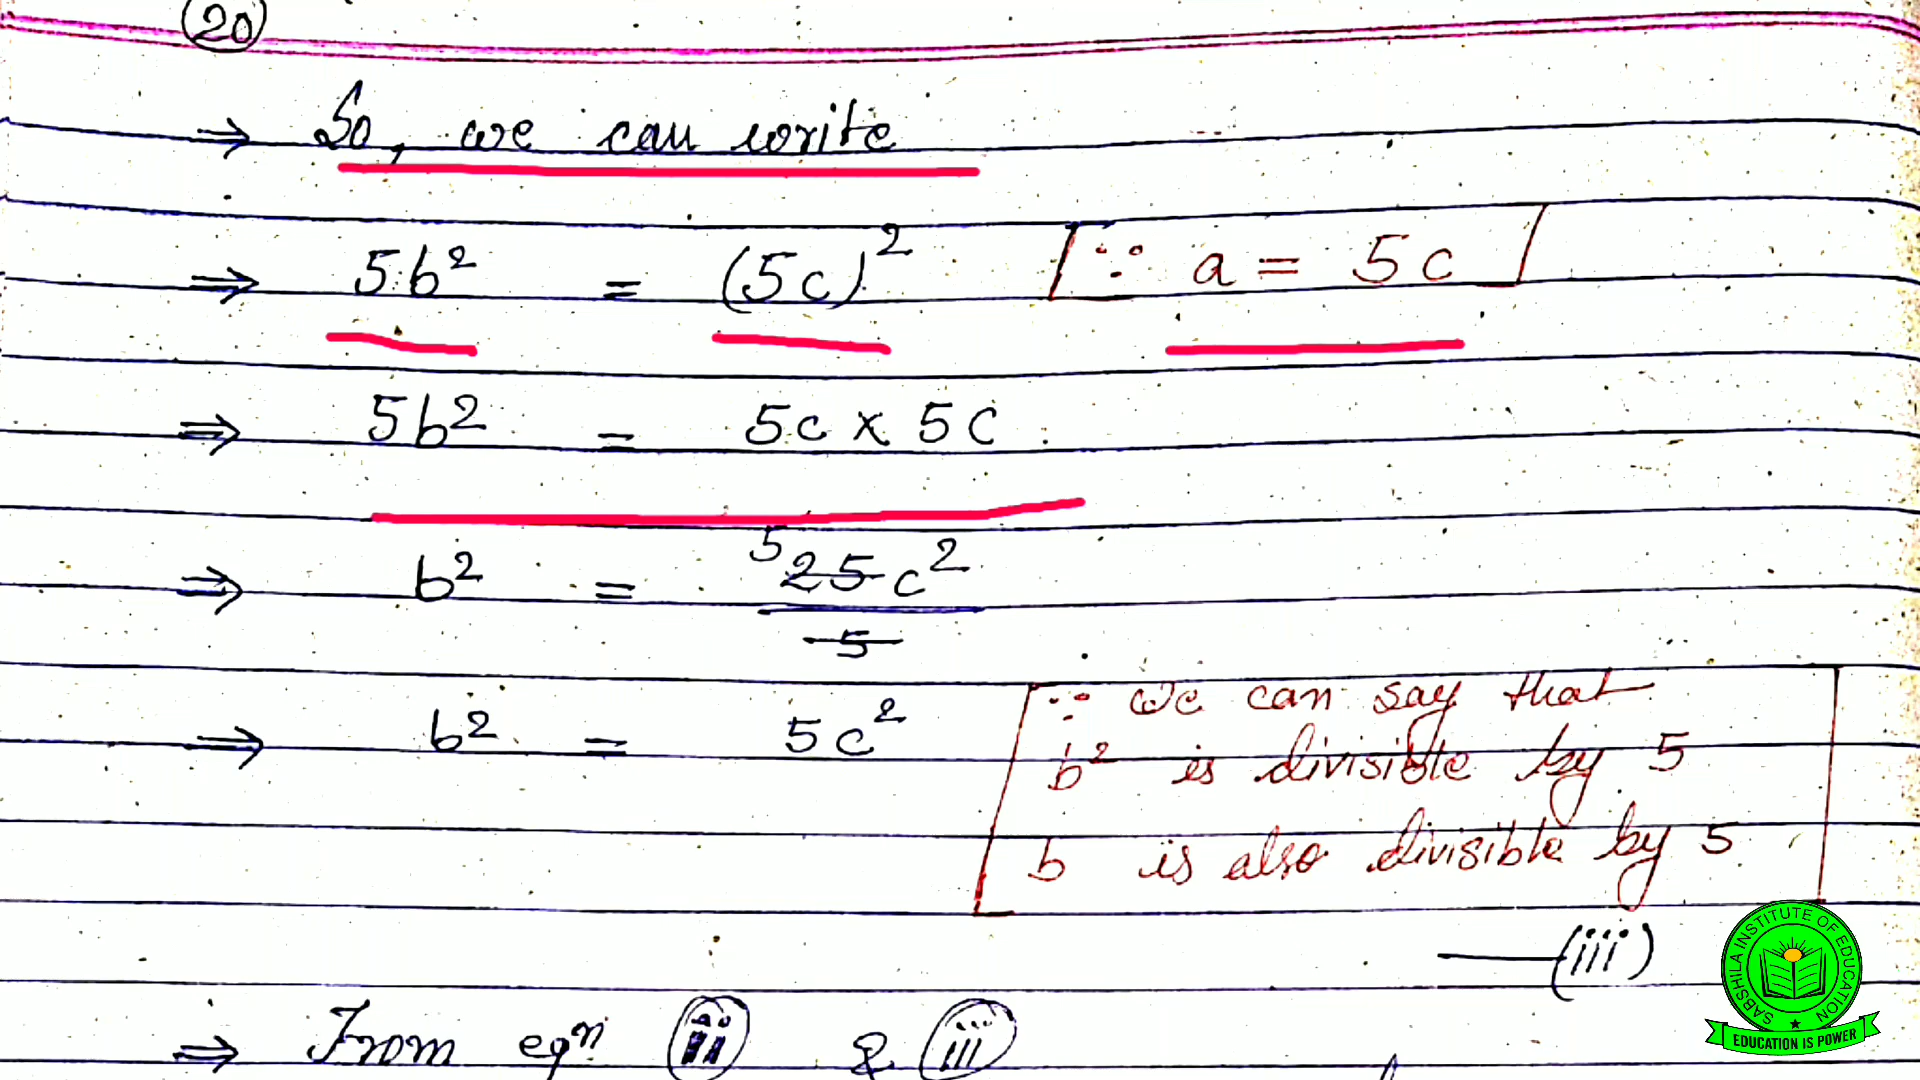 20
⇒ So, we can write
⇒ 5b² = (5c)² [∵ a = 5c]
⇒ 5b² = 5c x 5c
⇒ b² = 5 25c²
5
⇒ b² = 5c²
∵ we can say that
b² is divisible by 5
b is also divisible by 5
(iii)
⇒ From eqⁿ (ii) & (iii)
SABSHILA INSTITUTE OF EDUCATION
EDUCATION IS POWER